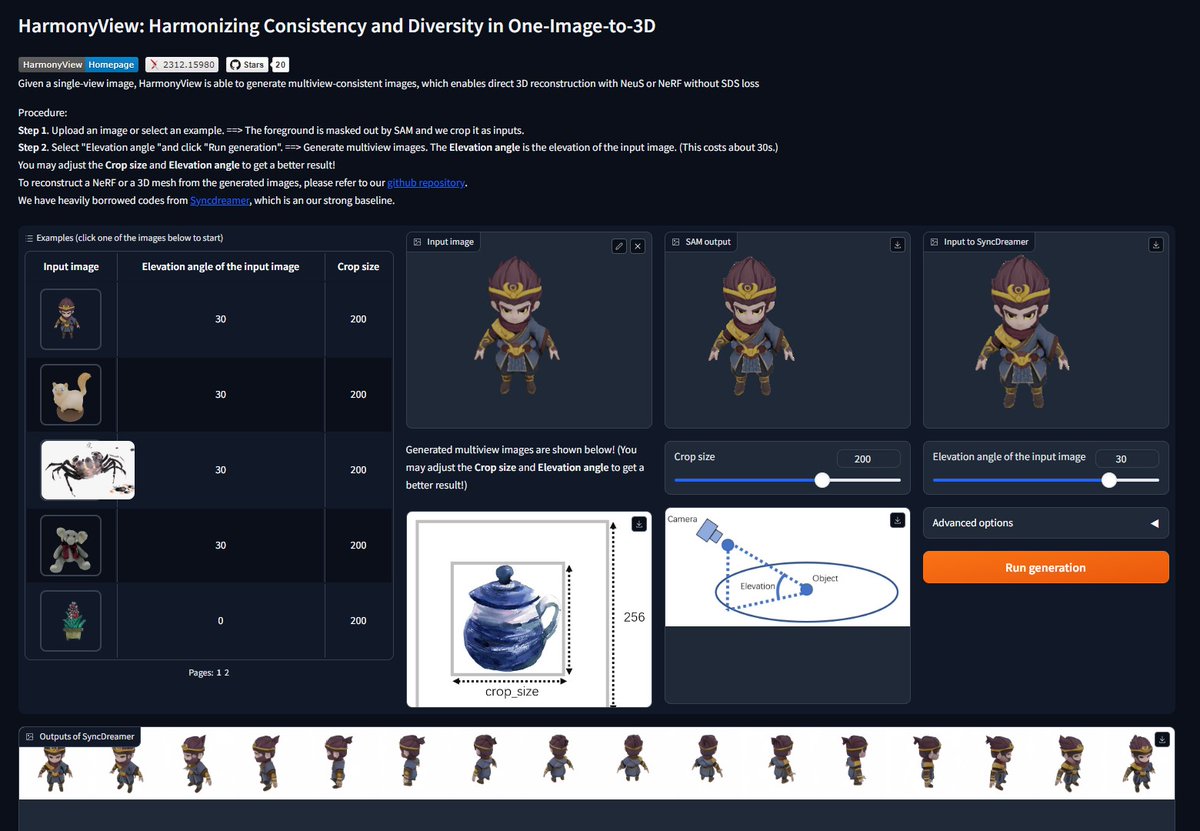 HarmonyView: Harmonizing Consistency and Diversity in One-Image-to-3D
HarmonyView Homepage 2312.15980 Stars 20
Given a single-view image, HarmonyView is able to generate multiview-consistent images, which enables direct 3D reconstruction with NeuS or NeRF without SDS loss
Procedure:
Step 1. Upload an image or select an example. ==> The foreground is masked out by SAM and we crop it as inputs.
Step 2. Select "Elevation angle "and click "Run generation". ==> Generate multiview images. The Elevation angle is the elevation of the input image. (This costs about 30s.)
You may adjust the Crop size and Elevation angle to get a better result!
To reconstruct a NeRF or a 3D mesh from the generated images, please refer to our github repository.
We have heavily borrowed codes from Syncdreamer, which is an our strong baseline.
Examples (click one of the images below to start)
Input image Elevation angle of the input image Crop size
30 200
30 200
30 200
30 200
0 200
Pages: 1 2
Input image
SAM output
Input to SyncDreamer
Generated multiview images are shown below! (You
may adjust the Crop size and Elevation angle to get a
better result!)
Crop size 200
Elevation angle of the input image 30
256
crop_size
Camera
Elevation
Object
Advanced options
Run generation
Outputs of SyncDreamer